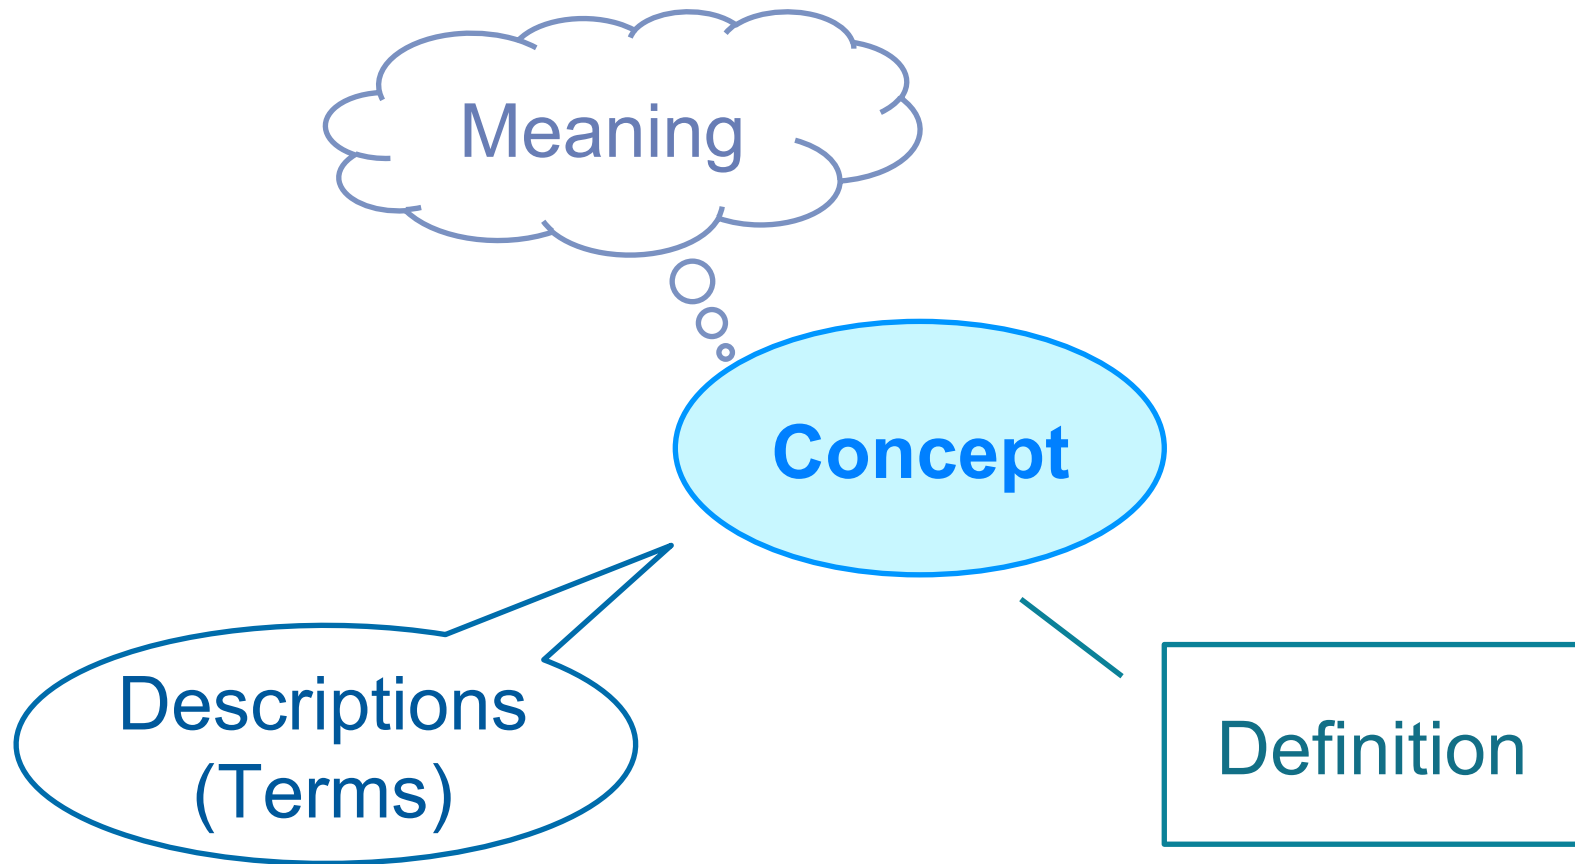 Meaning
Concept
Descriptions
(Terms)
Definition